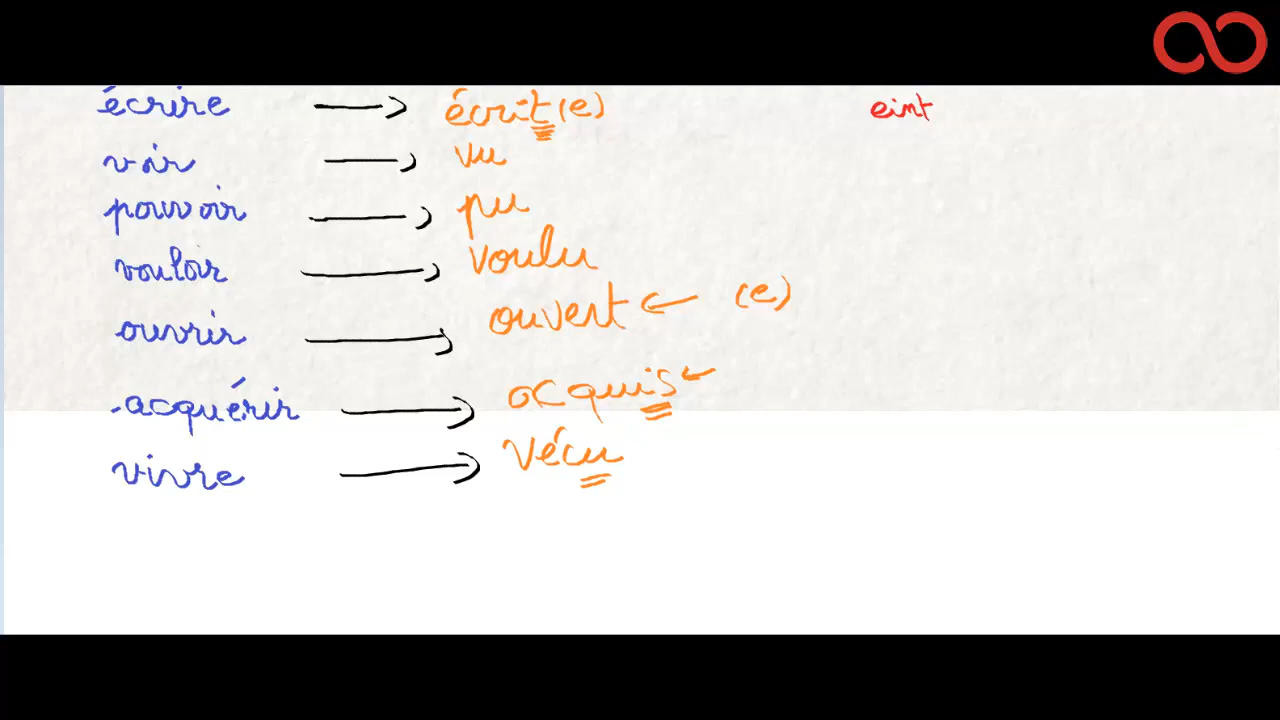 écrire → écrit(e) eint
voir → vu
pouvoir → pu
vouloir → voulu
ouvrir → ouvert ← (e)
acquérir → acquis ←
vivre → vécu